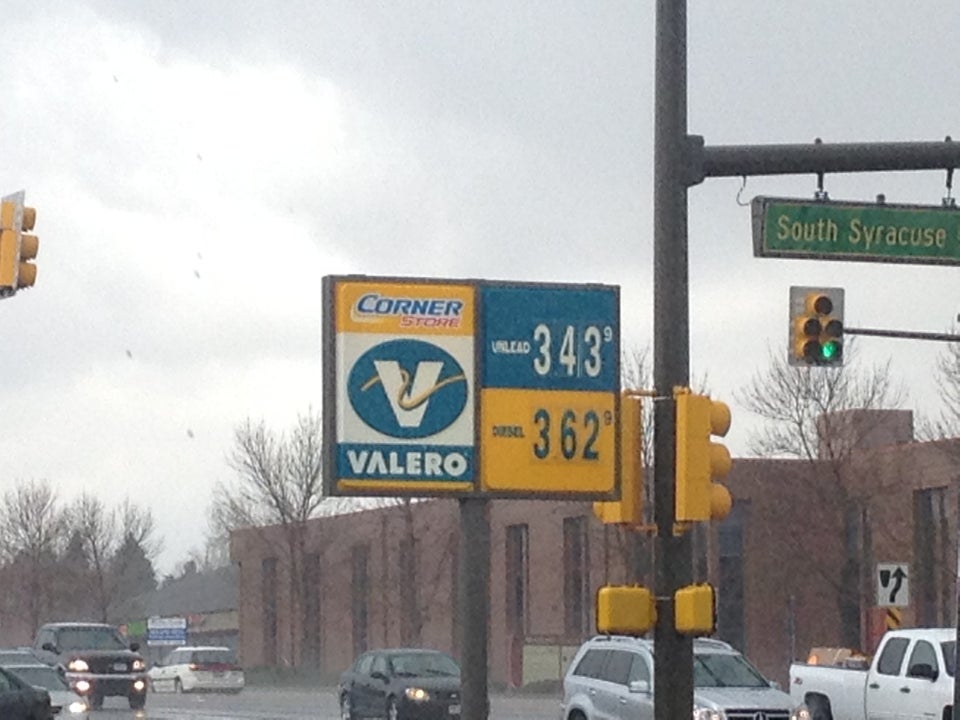 South Syracuse
CORNER
STORE
UNLEAD 343 9
V
DIESEL 362 9
VALERO